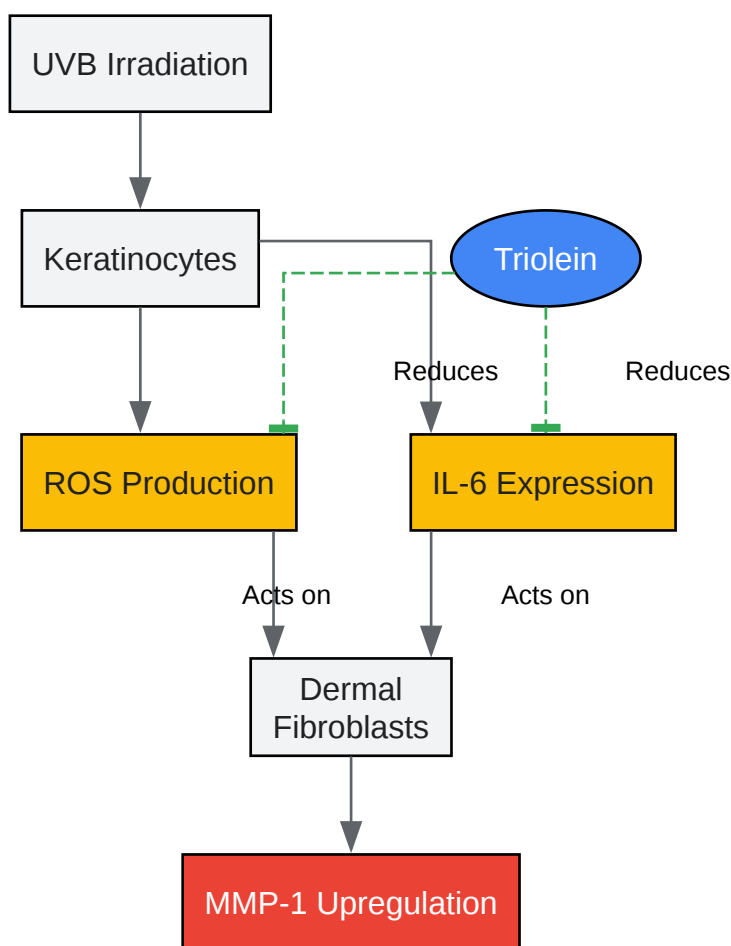 UVB Irradiation
Keratinocytes
Triolein
Reduces
Reduces
ROS Production
IL-6 Expression
Acts on
Acts on
Dermal
Fibroblasts
MMP-1 Upregulation